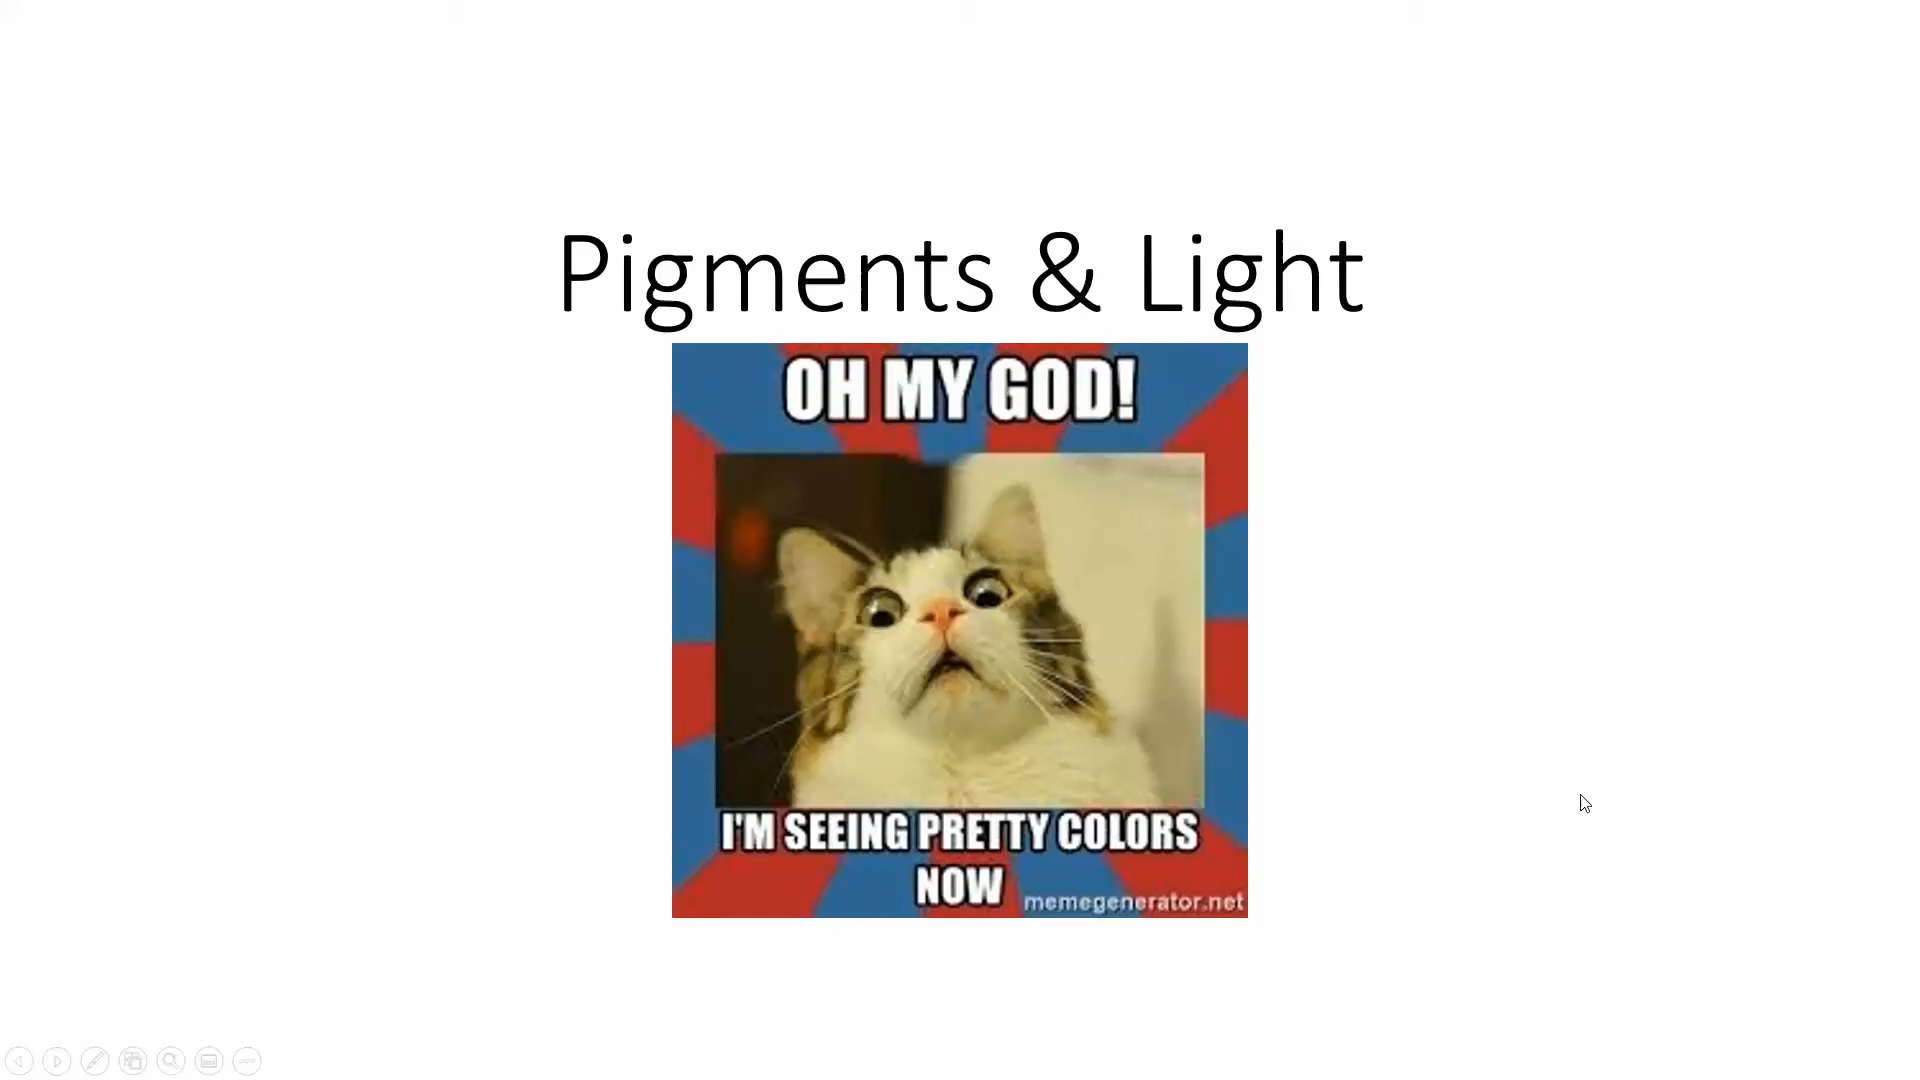 Pigments & Light
OH MY GOD!
I'M SEEING PRETTY COLORS
NOW
memegenerator.net